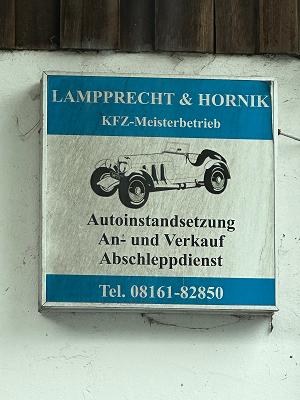 LAMPPRECHT & HORNIK
KFZ-Meisterbetrieb
Autoinstandsetzung
An- und Verkauf
Abschleppdienst
Tel. 08161-82850